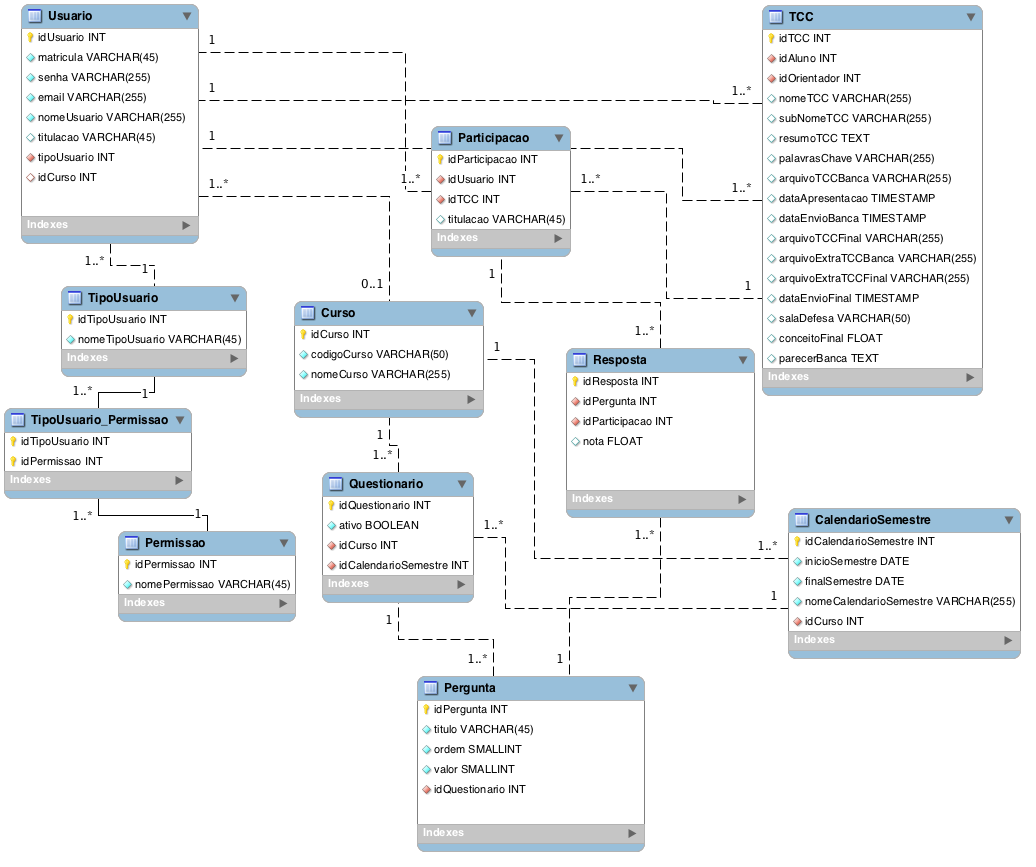 Usuario
idUsuario INT
matricula VARCHAR(45)
senha VARCHAR(255)
email VARCHAR(255)
nomeUsuario VARCHAR(255)
titulacao VARCHAR(45)
tipoUsuario INT
idCurso INT
Indexes
1
1
1
1..*
1..*
1
TCC
idTCC INT
idAluno INT
idOrientador INT
nomeTCC VARCHAR(255)
subNomeTCC VARCHAR(255)
resumoTCC TEXT
palavrasChave VARCHAR(255)
arquivoTCCBanca VARCHAR(255)
dataApresentacao TIMESTAMP
dataEnvioBanca TIMESTAMP
arquivoTCCFinal VARCHAR(255)
arquivoExtraTCCBanca VARCHAR(255)
arquivoExtraTCCFinal VARCHAR(255)
dataEnvioFinal TIMESTAMP
salaDefesa VARCHAR(50)
conceitoFinal FLOAT
parecerBanca TEXT
Indexes
1..*
1..*
1
Participacao
idParticipacao INT
idUsuario INT
idTCC INT
titulacao VARCHAR(45)
Indexes
1..*
1..*
1
1..*
TipoUsuario
idTipoUsuario INT
nomeTipoUsuario VARCHAR(45)
Indexes
1..*
1
0..1
Curso
idCurso INT
codigoCurso VARCHAR(50)
nomeCurso VARCHAR(255)
Indexes
1
1
1..*
Resposta
idResposta INT
idPergunta INT
idParticipacao INT
nota FLOAT
Indexes
1..*
1
TipoUsuario_Permissao
idTipoUsuario INT
idPermissao INT
Indexes
1..*
1
Permissao
idPermissao INT
nomePermissao VARCHAR(45)
Indexes
Questionario
idQuestionario INT
ativo BOOLEAN
idCurso INT
idCalendarioSemestre INT
Indexes
1..*
1
1..*
CalendarioSemestre
idCalendarioSemestre INT
inicioSemestre DATE
finalSemestre DATE
nomeCalendarioSemestre VARCHAR(255)
idCurso INT
Indexes
1..*
1
Pergunta
idPergunta INT
titulo VARCHAR(45)
ordem SMALLINT
valor SMALLINT
idQuestionario INT
Indexes